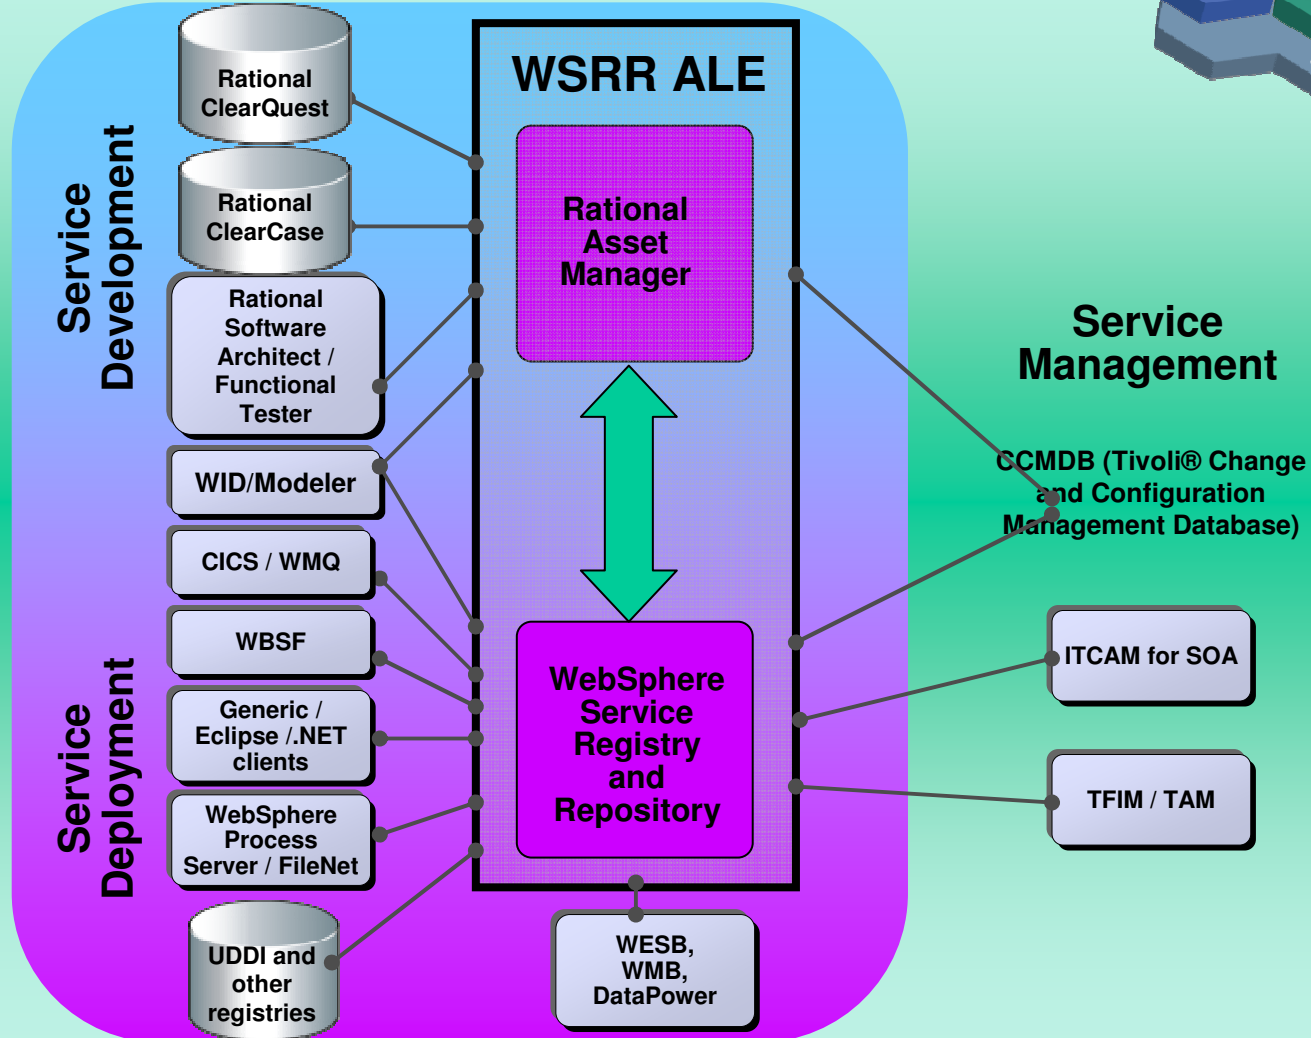 Service
Development
Rational
ClearQuest
Rational
ClearCase
Rational
Software
Architect /
Functional
Tester
WID/Modeler
CICS / WMQ
Service
Deployment
WBSF
Generic /
Eclipse /.NET
clients
WebSphere
Process
Server / FileNet
UDDI and
other
registries
WSRR ALE
Rational
Asset
Manager
WebSphere
Service
Registry
and
Repository
WESB,
WMB,
DataPower
Service
Management
CCMDB (Tivoli® Change
and Configuration
Management Database)
ITCAM for SOA
TFIM / TAM